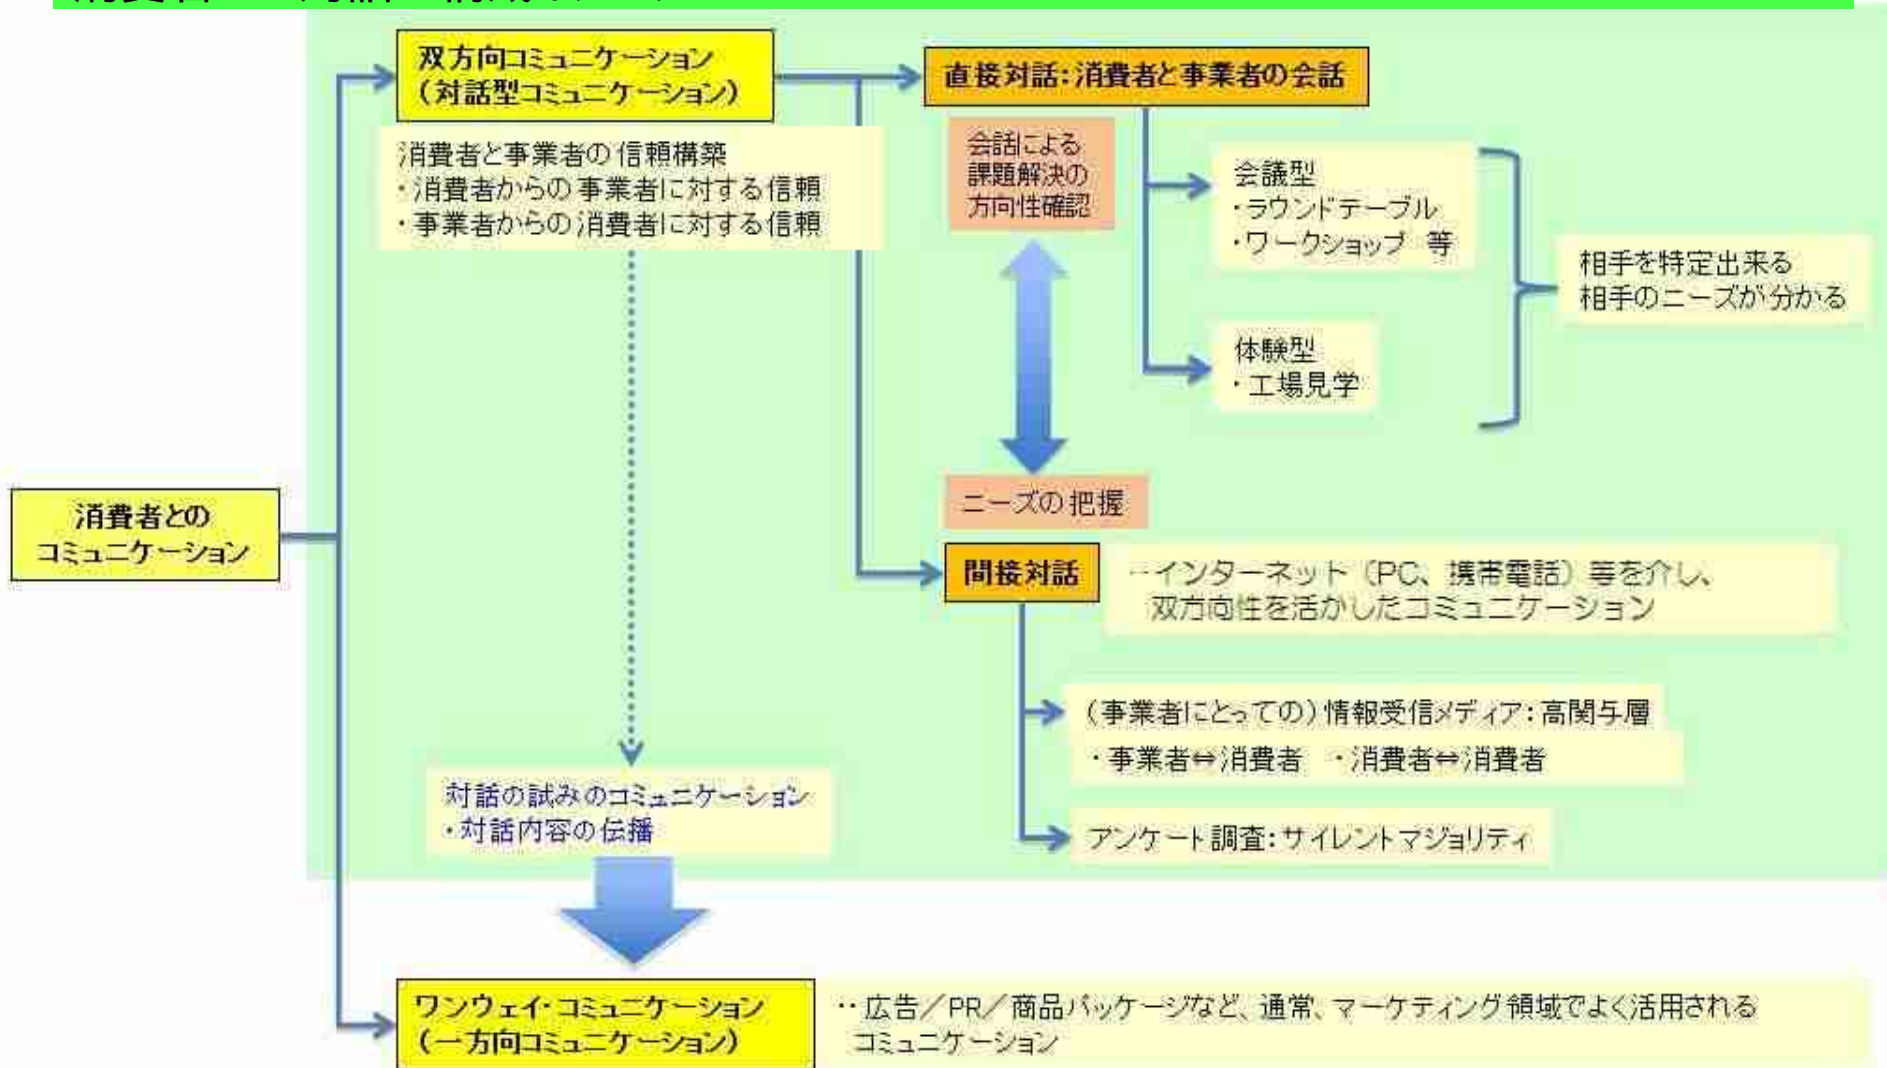 双方向コミュニケーション
(対話型コミュニケーション)
直接対話:消費者と事業者の会話
消費者と事業者の信頼構築
・消費者からの事業者に対する信頼
・事業者からの消費者に対する信頼
会話による
課題解決の
方向性確認
会議型
・ラウンドテーブル
・ワークショップ 等
相手を特定出来る
相手のニーズが分かる
体験型
・工場見学
消費者との
コミュニケーション
ニーズの把握
間接対話
‥インターネット(PC、携帯電話)等を介し、
双方向性を活かしたコミュニケーション
(事業者にとっての)情報受信メディア:高関与層
・事業者⇔消費者 ・消費者⇔消費者
対話の試みのコミュニケーション
・対話内容の伝播
アンケート調査:サイレントマジョリティ
ワンウェイ・コミュニケーション
(一方向コミュニケーション)
‥広告/PR/商品パッケージなど、通常、マーケティング領域でよく活用される
コミュニケーション